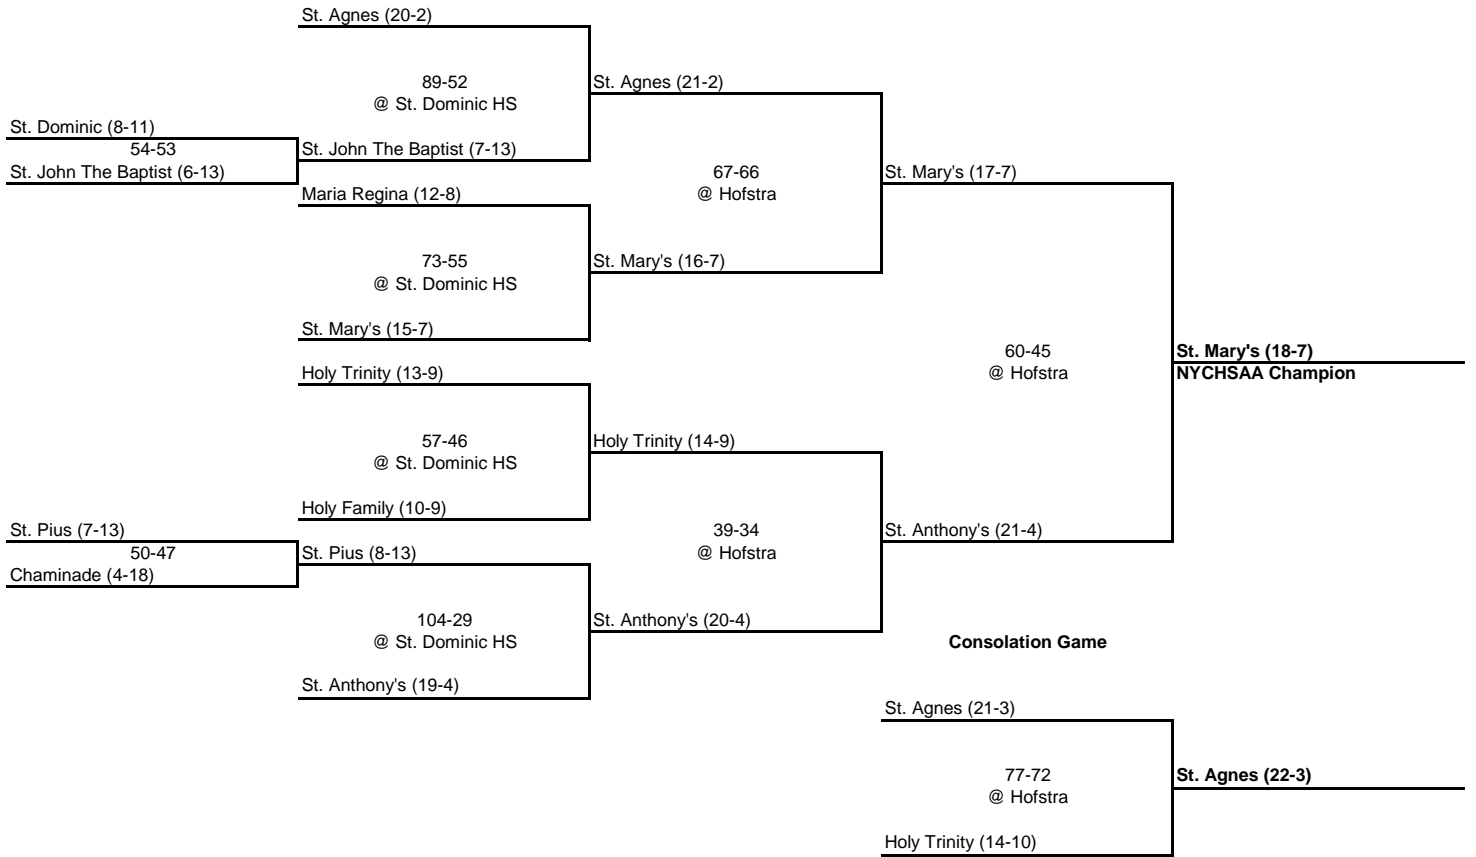 St. Agnes (20-2)
89-52
@ St. Dominic HS
St. Agnes (21-2)
St. Dominic (8-11)
54-53
St. John The Baptist (7-13)
St. John The Baptist (6-13)
67-66
@ Hofstra
St. Mary's (17-7)
Maria Regina (12-8)
73-55
@ St. Dominic HS
St. Mary's (16-7)
St. Mary's (15-7)
60-45
@ Hofstra
St. Mary's (18-7)
NYCHSAA Champion
Holy Trinity (13-9)
57-46
@ St. Dominic HS
Holy Trinity (14-9)
Holy Family (10-9)
St. Pius (7-13)
50-47
St. Pius (8-13)
Chaminade (4-18)
39-34
@ Hofstra
St. Anthony's (21-4)
104-29
@ St. Dominic HS
St. Anthony's (20-4)
St. Anthony's (19-4)
Consolation Game
St. Agnes (21-3)
77-72
@ Hofstra
St. Agnes (22-3)
Holy Trinity (14-10)